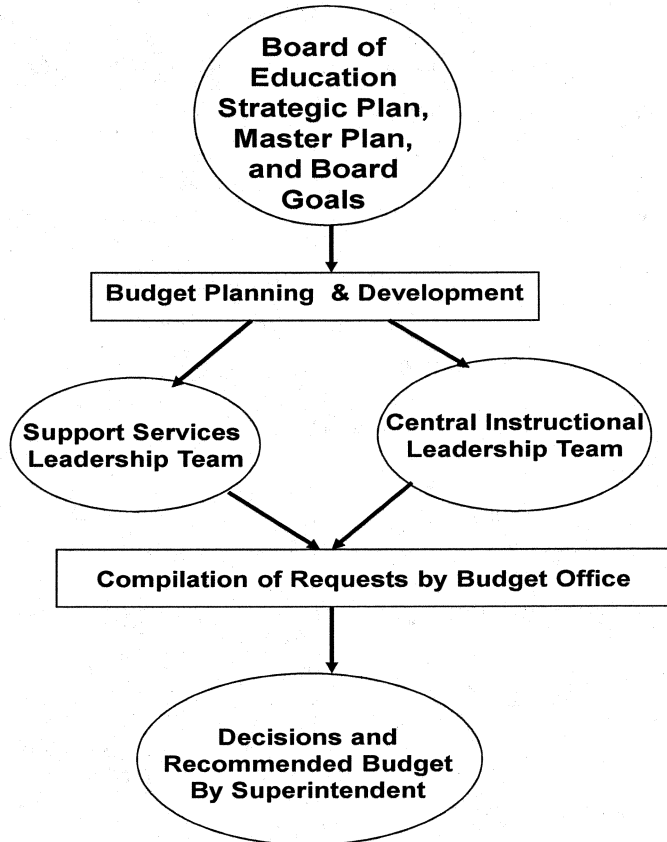 Board of
Education
Strategic Plan,
Master Plan,
and Board
Goals
Budget Planning & Development
Support Services
Leadership Team
Central Instructional
Leadership Team
Compilation of Requests by Budget Office
Decisions and
Recommended Budget
By Superintendent